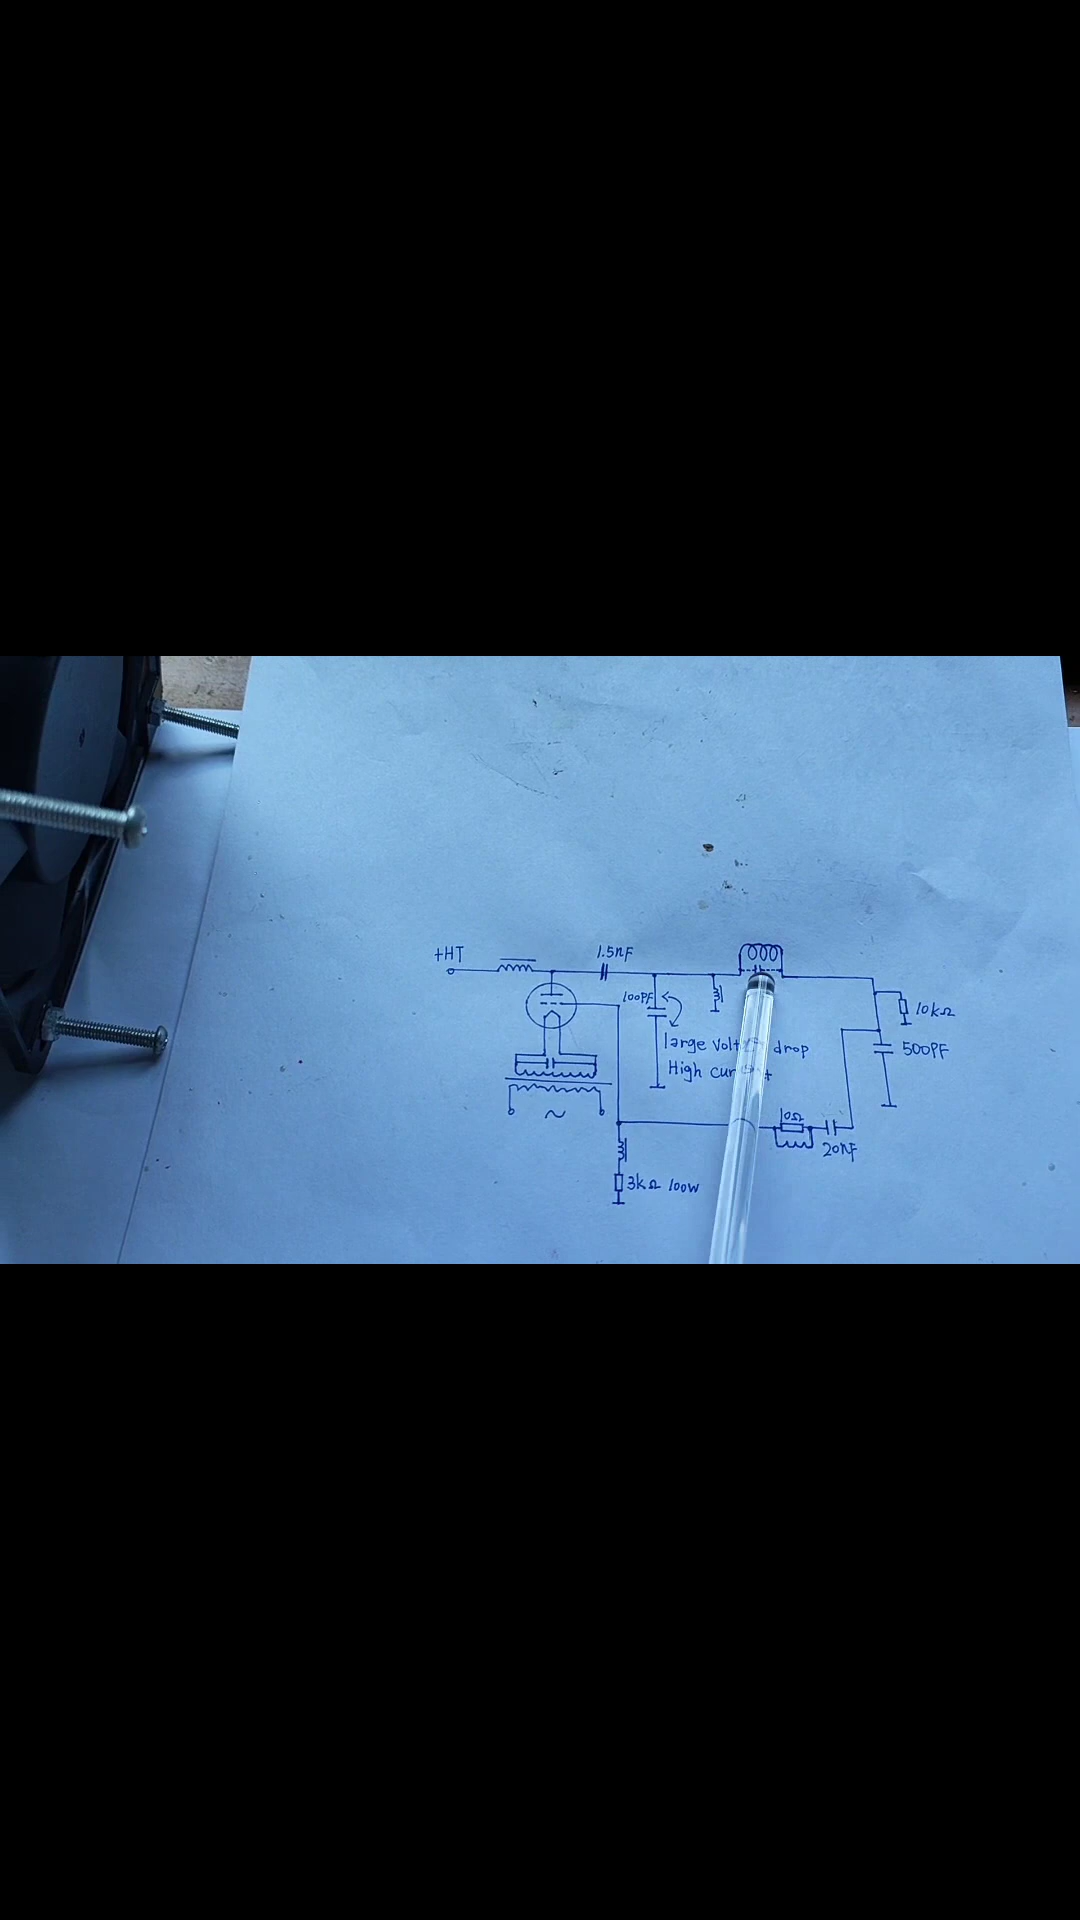 +HT
1.5nF
100PF
large volt drop
High cur t
10kΩ
500PF
10Ω
20nF
3kΩ 100W